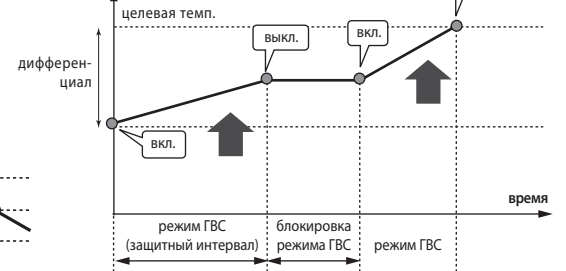 целевая темп.
выкл.
вкл.
дифферен-
циал
вкл.
время
режим ГВС
(защитный интервал)
блокировка
режима ГВС
режим ГВС